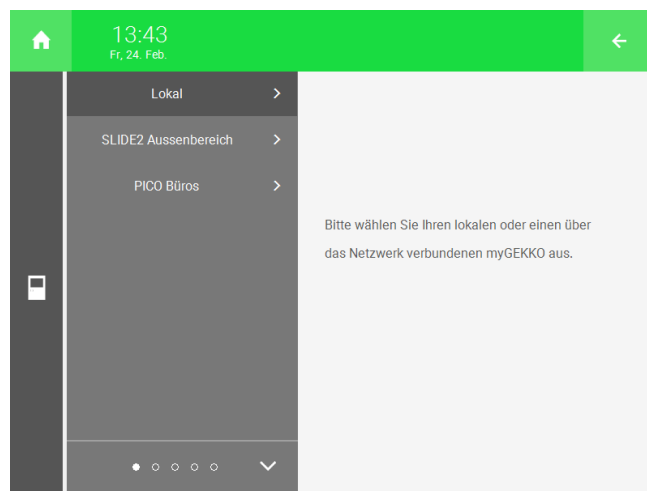 13:43
Fr, 24. Feb.
Lokal
SLIDE2 Aussenbereich
PICO Büros
Bitte wählen Sie Ihren lokalen oder einen über
das Netzwerk verbundenen myGEKKO aus.